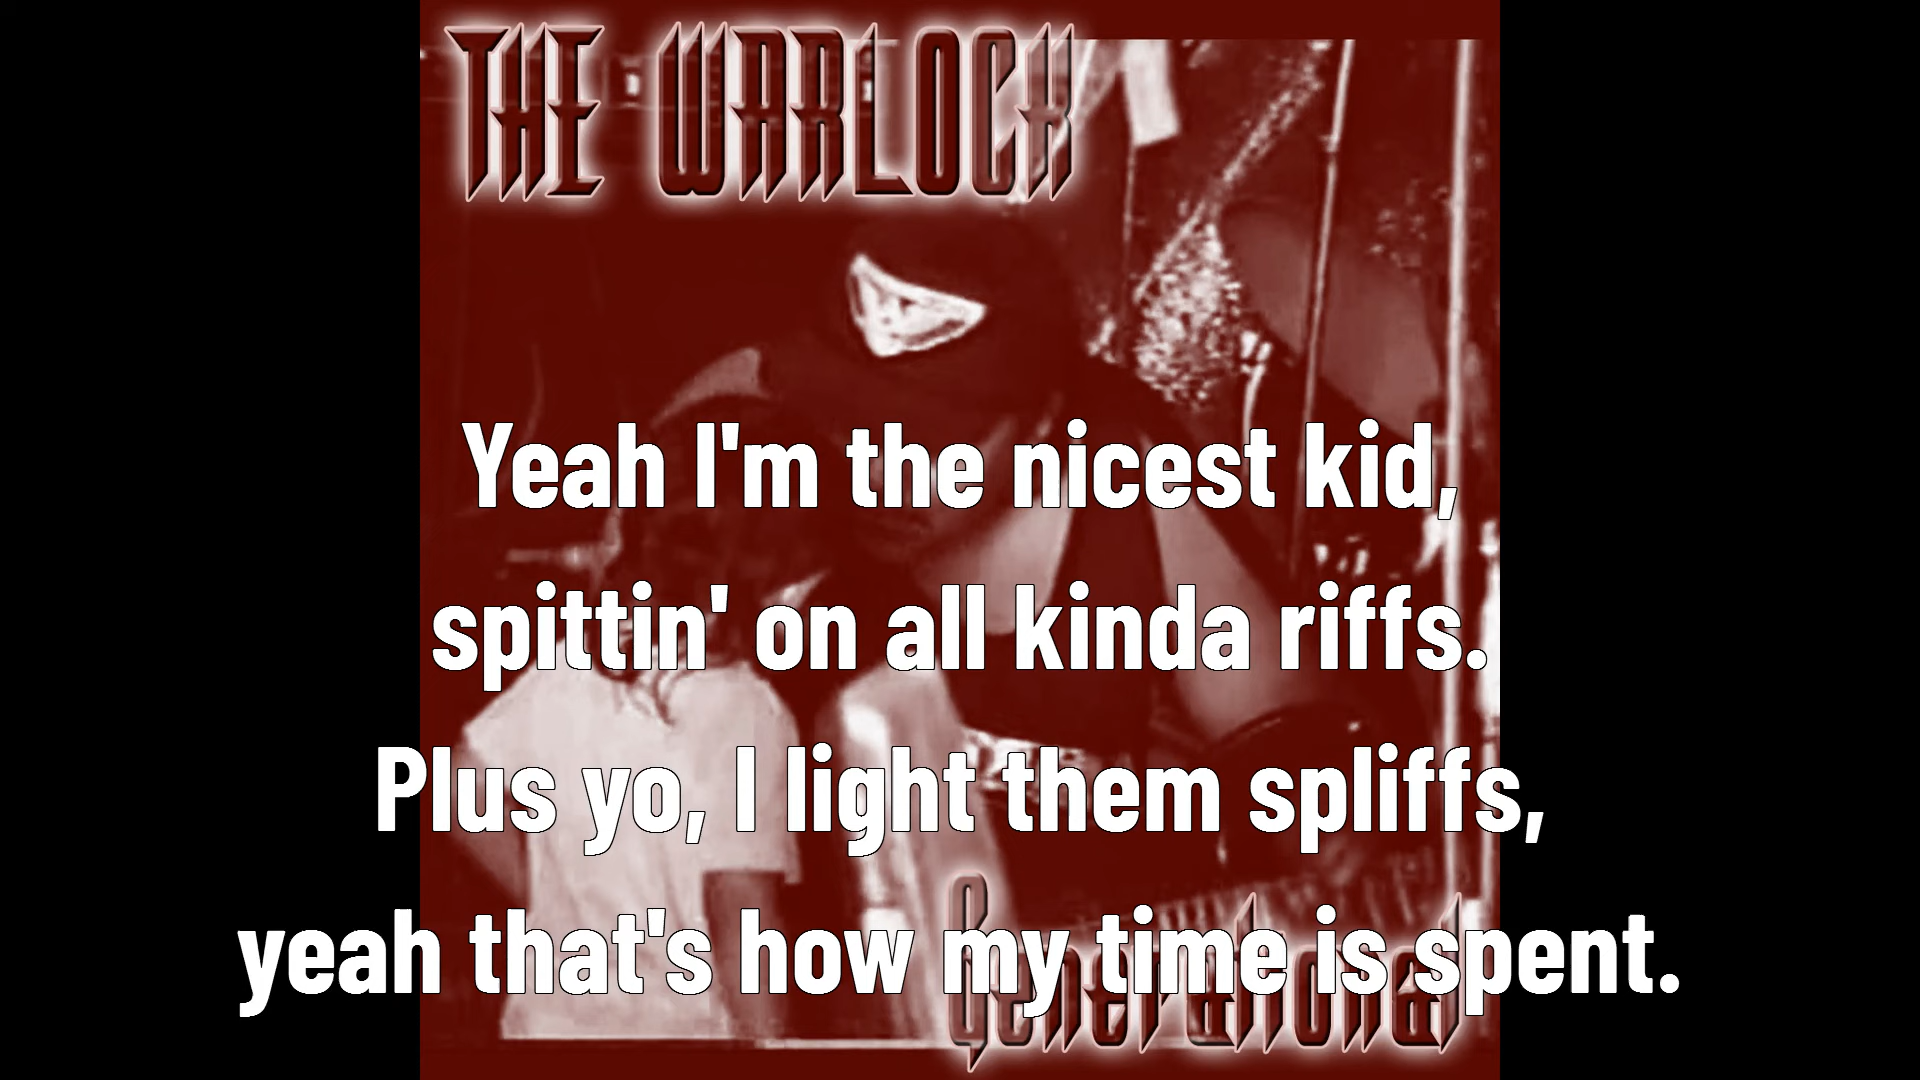 THE WARLOCK
Yeah I'm the nicest kid,
spittin' on all kinda riffs.
Plus yo, I light them spliffs,
yeah that's how my time is spent.
Generational